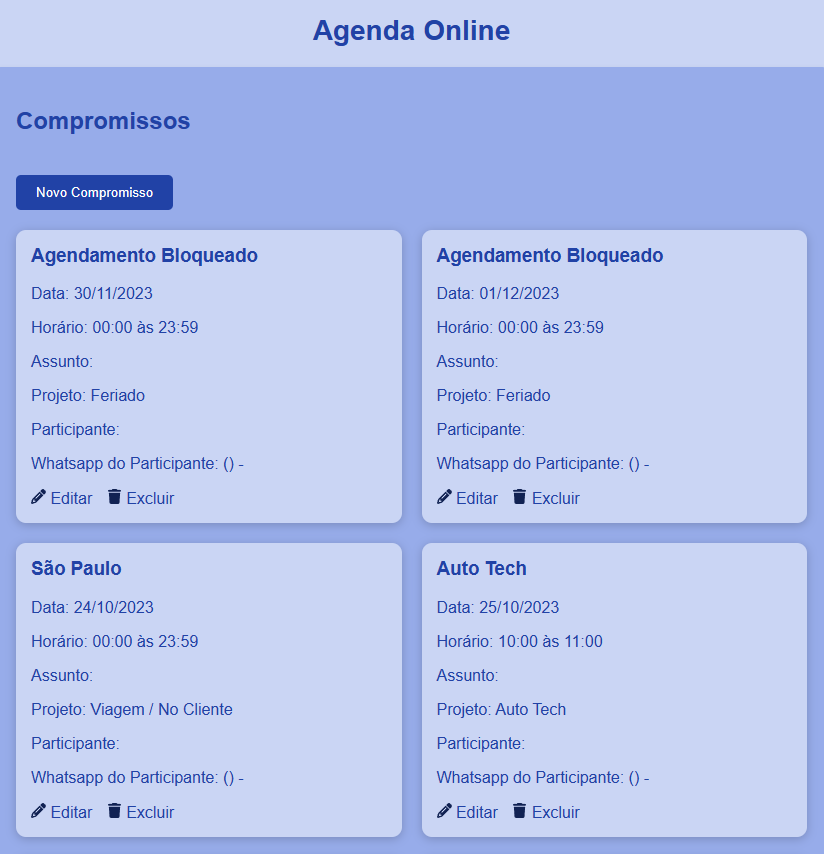 Agenda Online
Compromissos
Novo Compromisso
Agendamento Bloqueado
Data: 30/11/2023
Horário: 00:00 às 23:59
Assunto:
Projeto: Feriado
Participante:
Whatsapp do Participante: () -
Editar Excluir
Agendamento Bloqueado
Data: 01/12/2023
Horário: 00:00 às 23:59
Assunto:
Projeto: Feriado
Participante:
Whatsapp do Participante: () -
Editar Excluir
São Paulo
Data: 24/10/2023
Horário: 00:00 às 23:59
Assunto:
Projeto: Viagem / No Cliente
Participante:
Whatsapp do Participante: () -
Editar Excluir
Auto Tech
Data: 25/10/2023
Horário: 10:00 às 11:00
Assunto:
Projeto: Auto Tech
Participante:
Whatsapp do Participante: () -
Editar Excluir